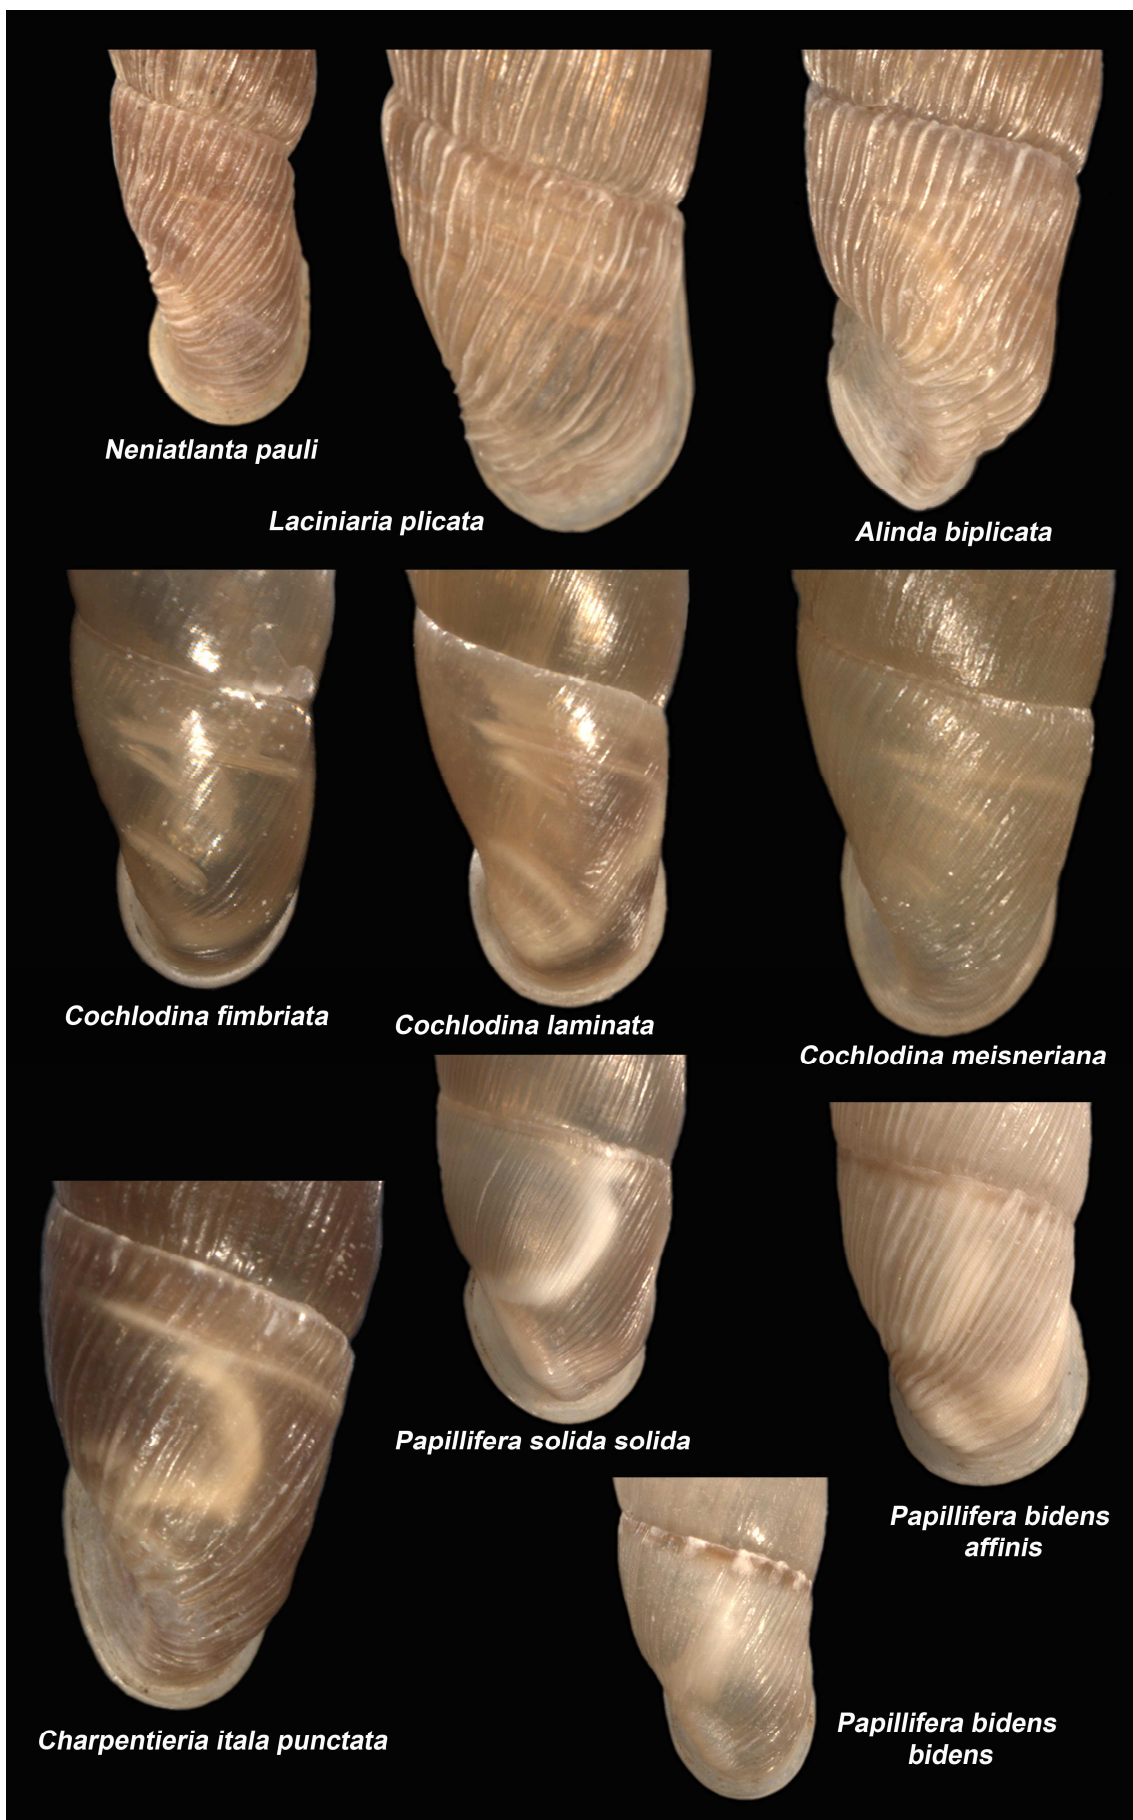 Neniatlanta pauli
Laciniaria plicata
Alinda biplicata
Cochlodina fimbriata
Cochlodina laminata
Cochlodina meisneriana
Papillifera solida solida
Papillifera bidens
affinis
Charpentieria itala punctata
Papillifera bidens
bidens